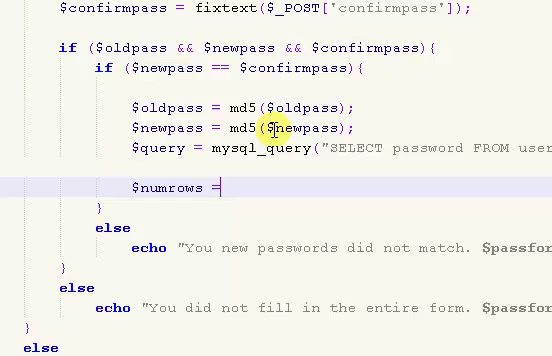 $confirmpass = fixtext($_POST['confirmpass']);
if ($oldpass && $newpass && $confirmpass){
if ($newpass == $confirmpass){
$oldpass = md5($oldpass);
$newpass = md5($newpass);
$query = mysql_query("SELECT password FROM user
$numrows =
}
else
echo "You new passwords did not match. $passfor
}
else
echo "You did not fill in the entire form. $passfor
}
else